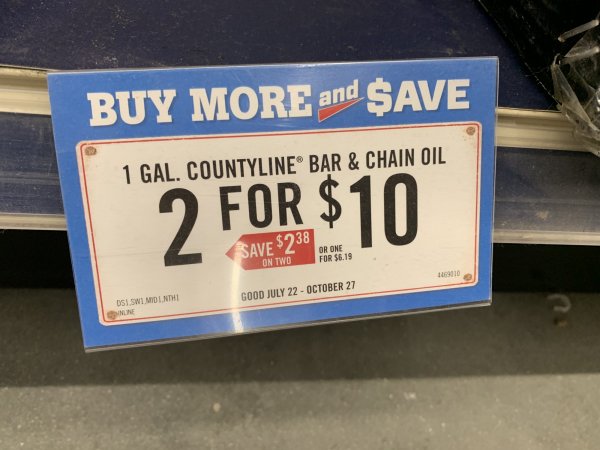 BUY MORE and $AVE
1 GAL. COUNTYLINE® BAR & CHAIN OIL
2 FOR $10
SAVE $2.38
ON TWO
OR ONE
FOR $6.19
4469010
GOOD JULY 22 - OCTOBER 27
DS1,SW1,MID1,NTH1
INLINE